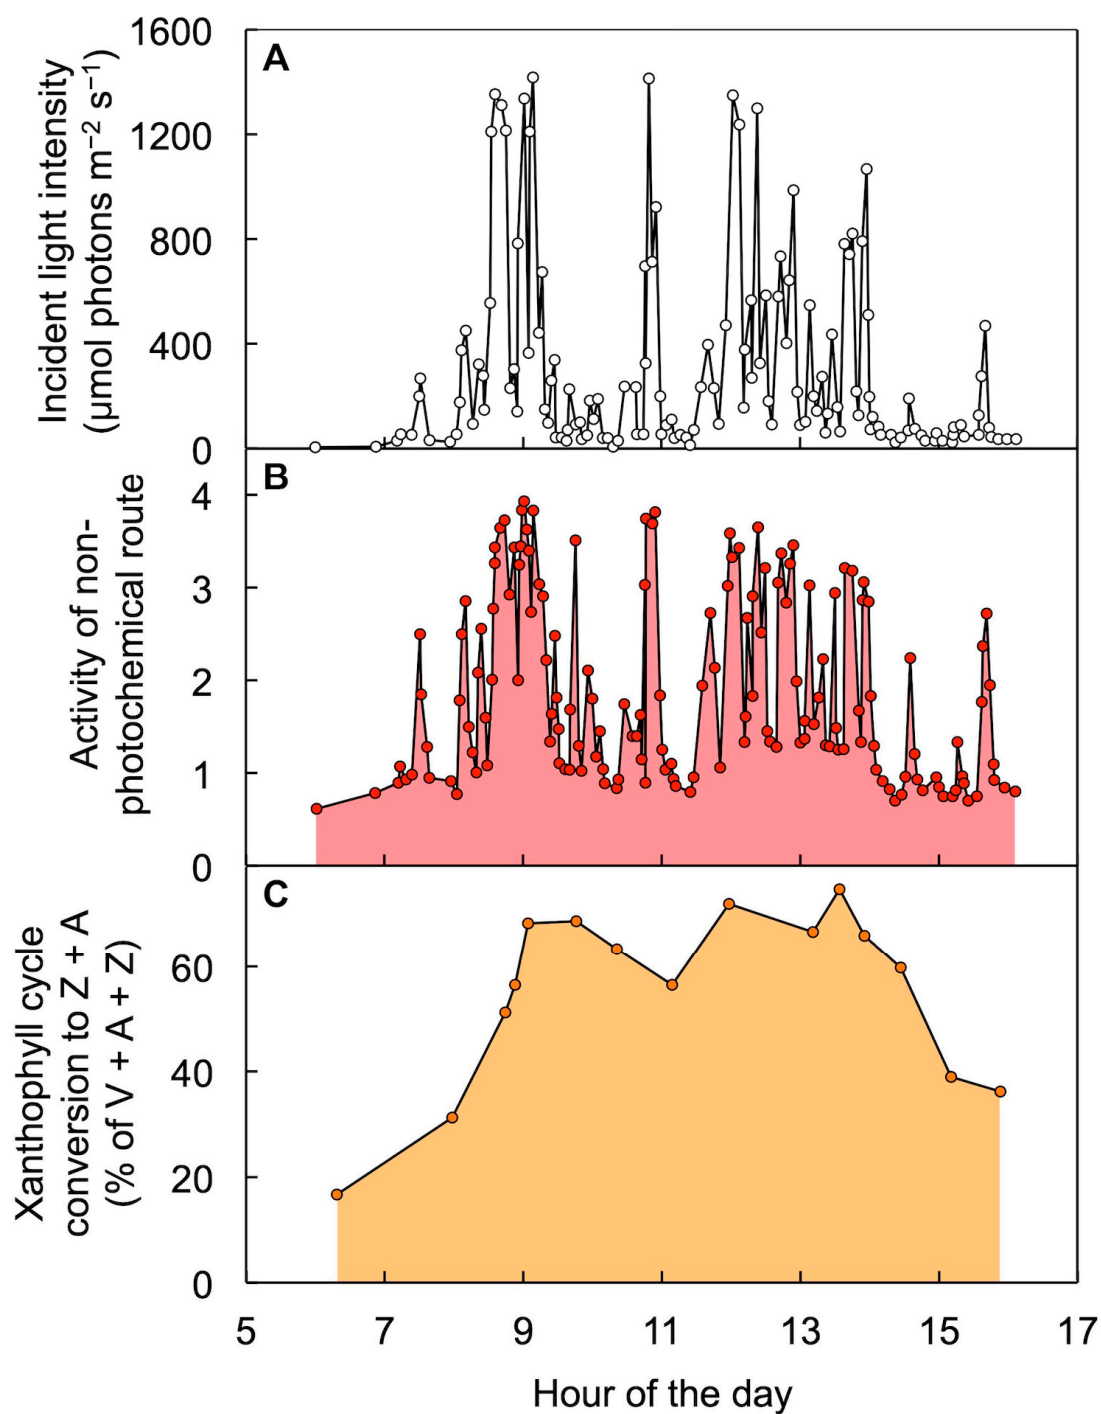 A
Incident light intensity
(μmol photons m⁻² s⁻¹)
1600
1200
800
400
0
B
Activity of non-
photochemical route
4
3
2
1
0
C
Xanthophyll cycle
conversion to Z + A
(% of V + A + Z)
60
40
20
0
5 7 9 11 13 15 17
Hour of the day